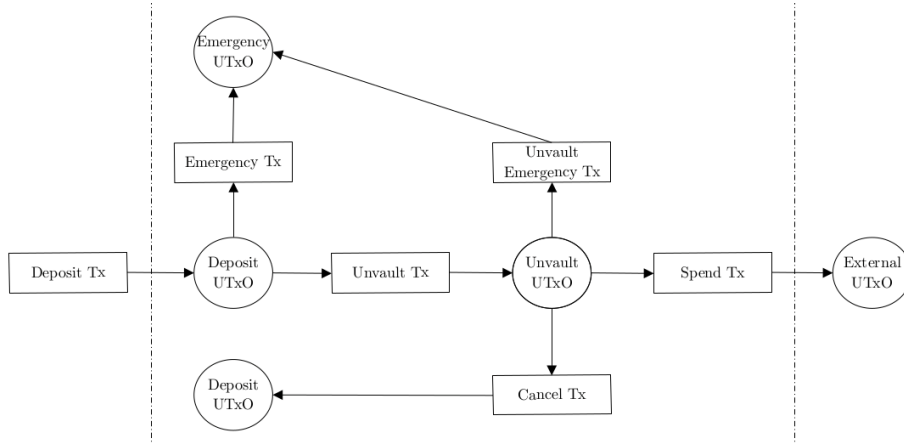 Emergency
UTxO
Emergency Tx
Unvault
Emergency Tx
Deposit Tx
Deposit
UTxO
Unvault Tx
Unvault
UTxO
Spend Tx
External
UTxO
Deposit
UTxO
Cancel Tx